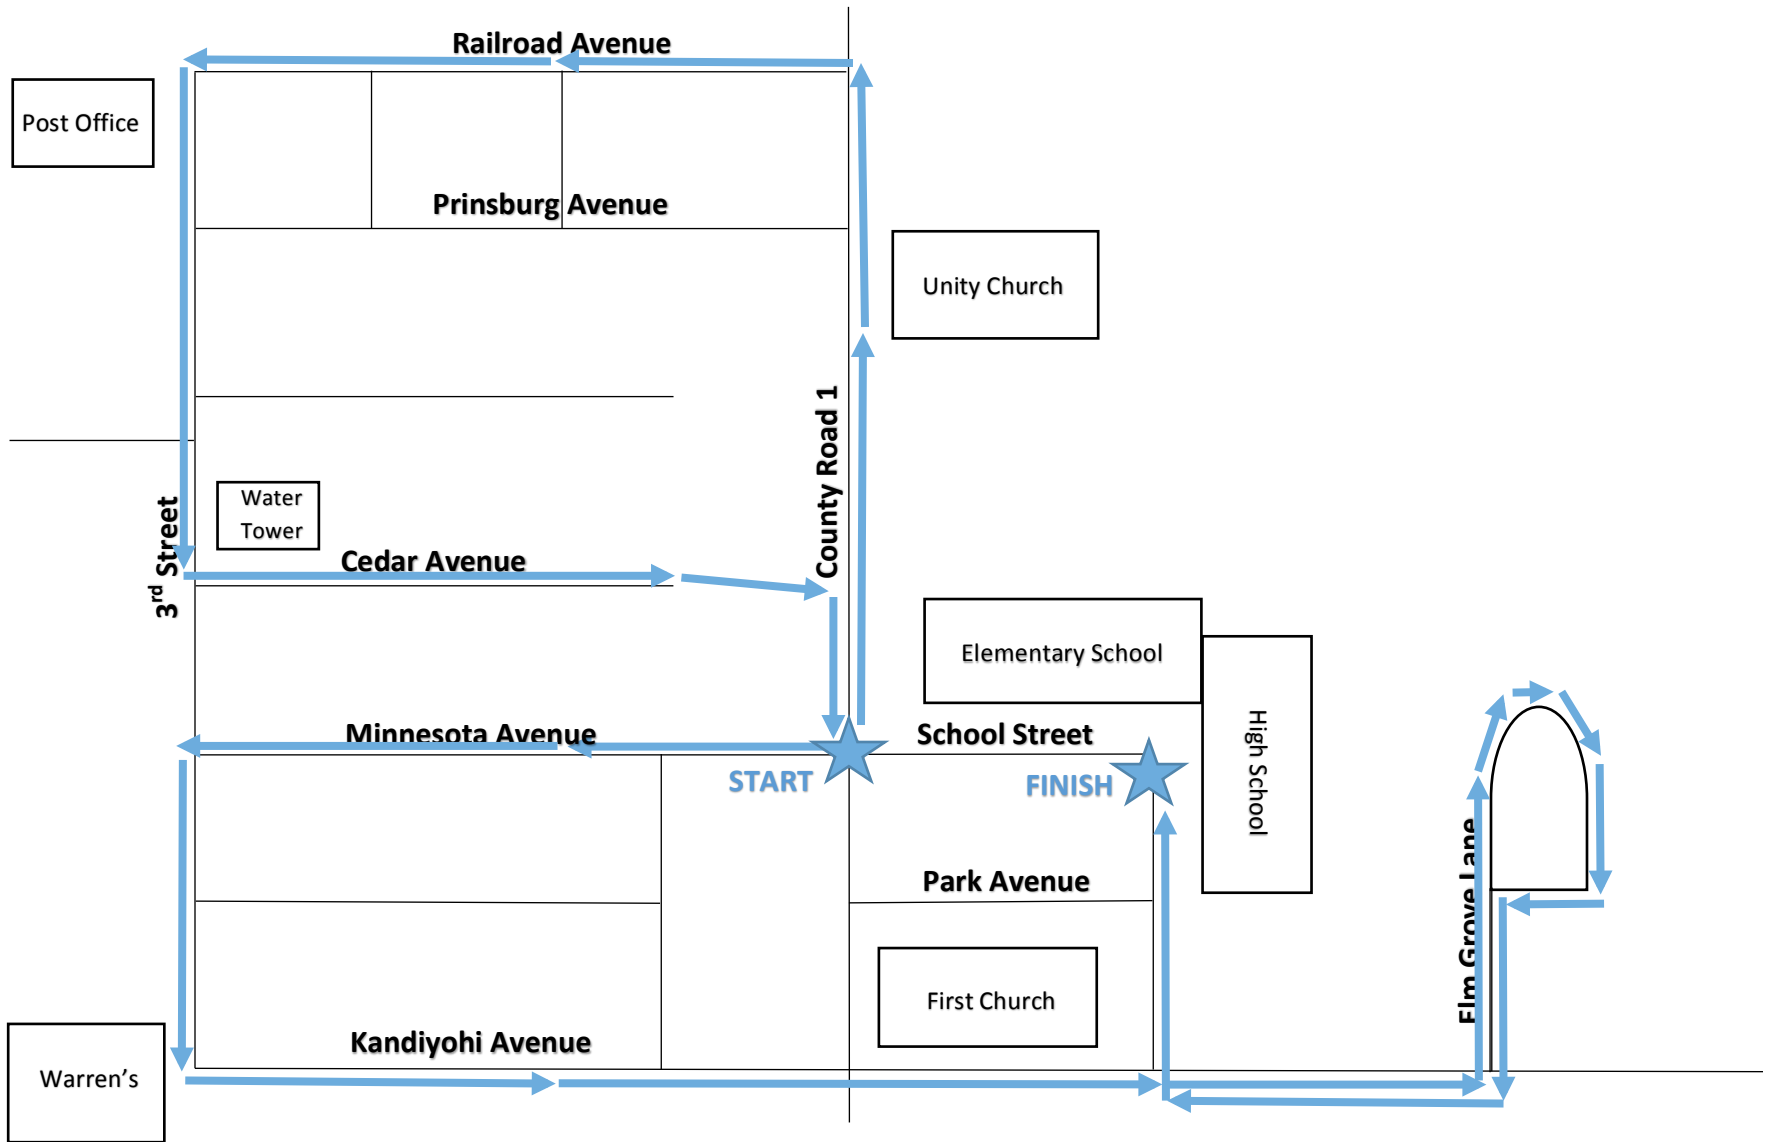 Railroad Avenue
Post Office
Prinsburg Avenue
Unity Church
County Road 1
Water
Tower
3rd Street
Cedar Avenue
Elementary School
High School
Minnesota Avenue
School Street
START
FINISH
Elm Grove Lane
Park Avenue
First Church
Kandiyohi Avenue
Warren’s